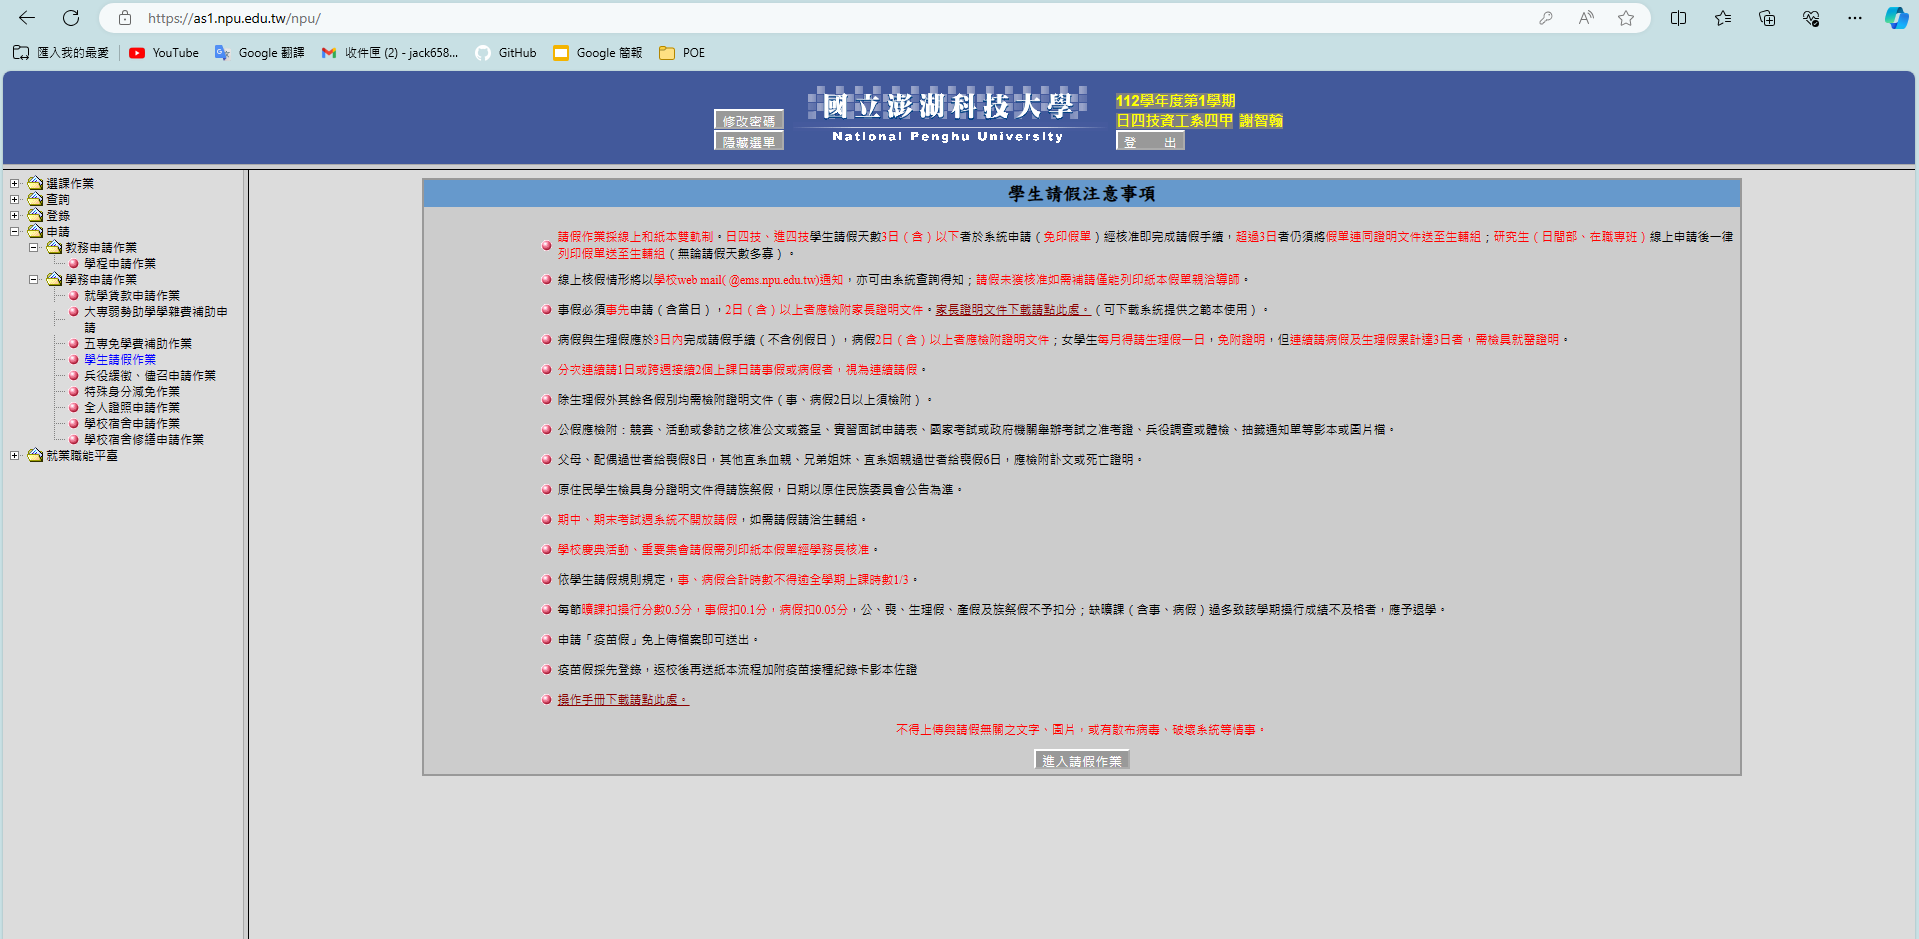 https://as1.npu.edu.tw/npu/
匯入我的最愛 YouTube Google 翻譯 收件匣 (2) - jack658... GitHub Google 簡報 POE
修改密碼
隱藏選單
國立澎湖科技大學
National Penghu University
112學年度第1學期
日四技資工系四甲 謝智翰
登 出
選課作業
查詢
登錄
申請
教務申請作業
學程申請作業
學務申請作業
就學貸款申請作業
大專弱勢助學學雜費補助申
請
五專免學費補助作業
學生請假作業
兵役緩徵、儘召申請作業
特殊身分減免作業
全人證照申請作業
學校宿舍申請作業
學校宿舍修繕申請作業
就業職能平臺
學生請假注意事項
請假作業採線上和紙本雙軌制。日四技、進四技學生請假天數3日（含）以下者於系統申請（免印假單）經核准即完成請假手續，超過3日者仍須將假單連同證明文件送至生輔組；研究生（日間部、在職專班）線上申請後一律
列印假單送至生輔組（無論請假天數多寡）。
線上核假情形將以學校web mail( @ems.npu.edu.tw)通知，亦可由系統查詢得知；請假未獲核准如需補請僅能列印紙本假單親洽導師。
事假必須事先申請（含當日），2日（含）以上者應檢附家長證明文件。家長證明文件下載請點此處。（可下載系統提供之範本使用）。
病假與生理假應於3日內完成請假手續（不含例假日），病假2日（含）以上者應檢附證明文件；女學生每月得請生理假一日，免附證明，但連續請病假及生理假累計達3日者，需檢具就醫證明。
分次連續請1日或跨週接續2個上課日請事假或病假者，視為連續請假。
除生理假外其餘各假別均需檢附證明文件（事、病假2日以上須檢附）。
公假應檢附：競賽、活動或參訪之核准公文或簽呈、實習面試申請表、國家考試或政府機關舉辦考試之准考證、兵役調查或體檢、抽籤通知單等影本或圖片檔。
父母、配偶過世者給喪假8日，其他直系血親、兄弟姐妹、直系姻親過世者給喪假6日，應檢附訃文或死亡證明。
原住民學生檢具身分證明文件得請族祭假，日期以原住民族委員會公告為準。
期中、期末考試週系統不開放請假，如需請假請洽生輔組。
學校慶典活動、重要集會請假需列印紙本假單經學務長核准。
依學生請假規則規定，事、病假合計時數不得逾全學期上課時數1/3。
每節曠課扣操行分數0.5分，事假扣0.1分，病假扣0.05分，公、喪、生理假、產假及族祭假不予扣分；缺曠課（含事、病假）過多致該學期操行成績不及格者，應予退學。
申請「疫苗假」免上傳檔案即可送出。
疫苗假採先登錄，返校後再送紙本流程加附疫苗接種紀錄卡影本佐證
操作手冊下載請點此處。
不得上傳與請假無關之文字、圖片，或有散布病毒、破壞系統等情事。
進入請假作業